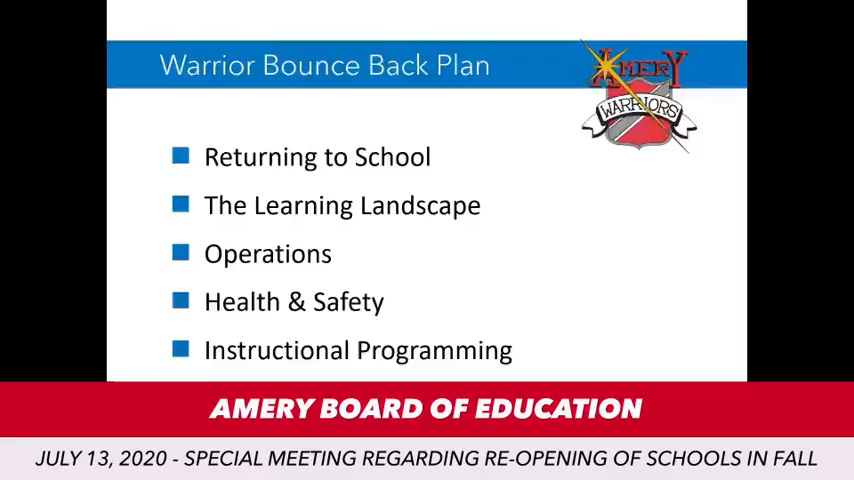 Warrior Bounce Back Plan
AMERY
WARRIORS
Returning to School
The Learning Landscape
Operations
Health & Safety
Instructional Programming
AMERY BOARD OF EDUCATION
JULY 13, 2020 - SPECIAL MEETING REGARDING RE-OPENING OF SCHOOLS IN FALL